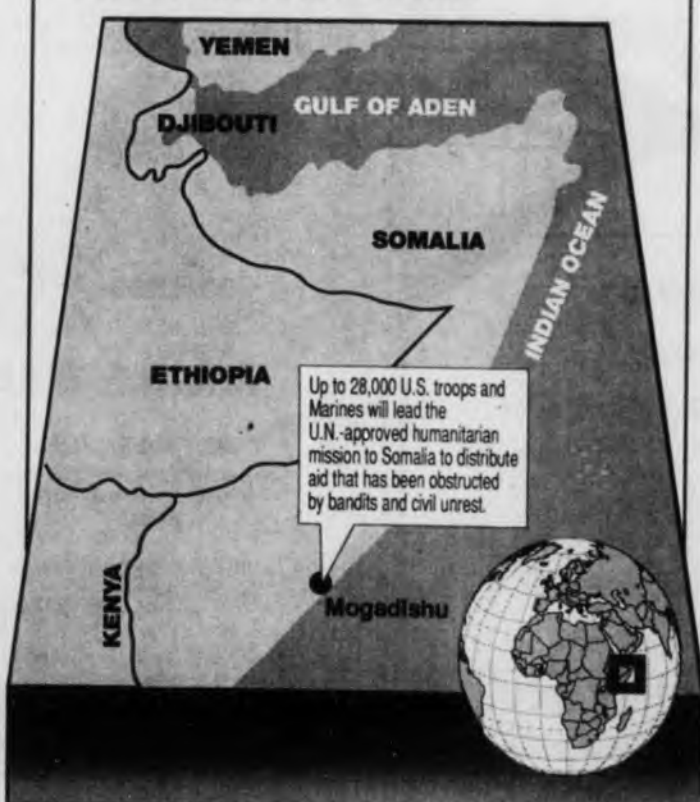 YEMEN
GULF OF ADEN
DJIBOUTI
SOMALIA
INDIAN OCEAN
ETHIOPIA
Up to 28,000 U.S. troops and
Marines will lead the
U.N.-approved humanitarian
mission to Somalia to distribute
aid that has been obstructed
by bandits and civil unrest.
KENYA
Mogadishu